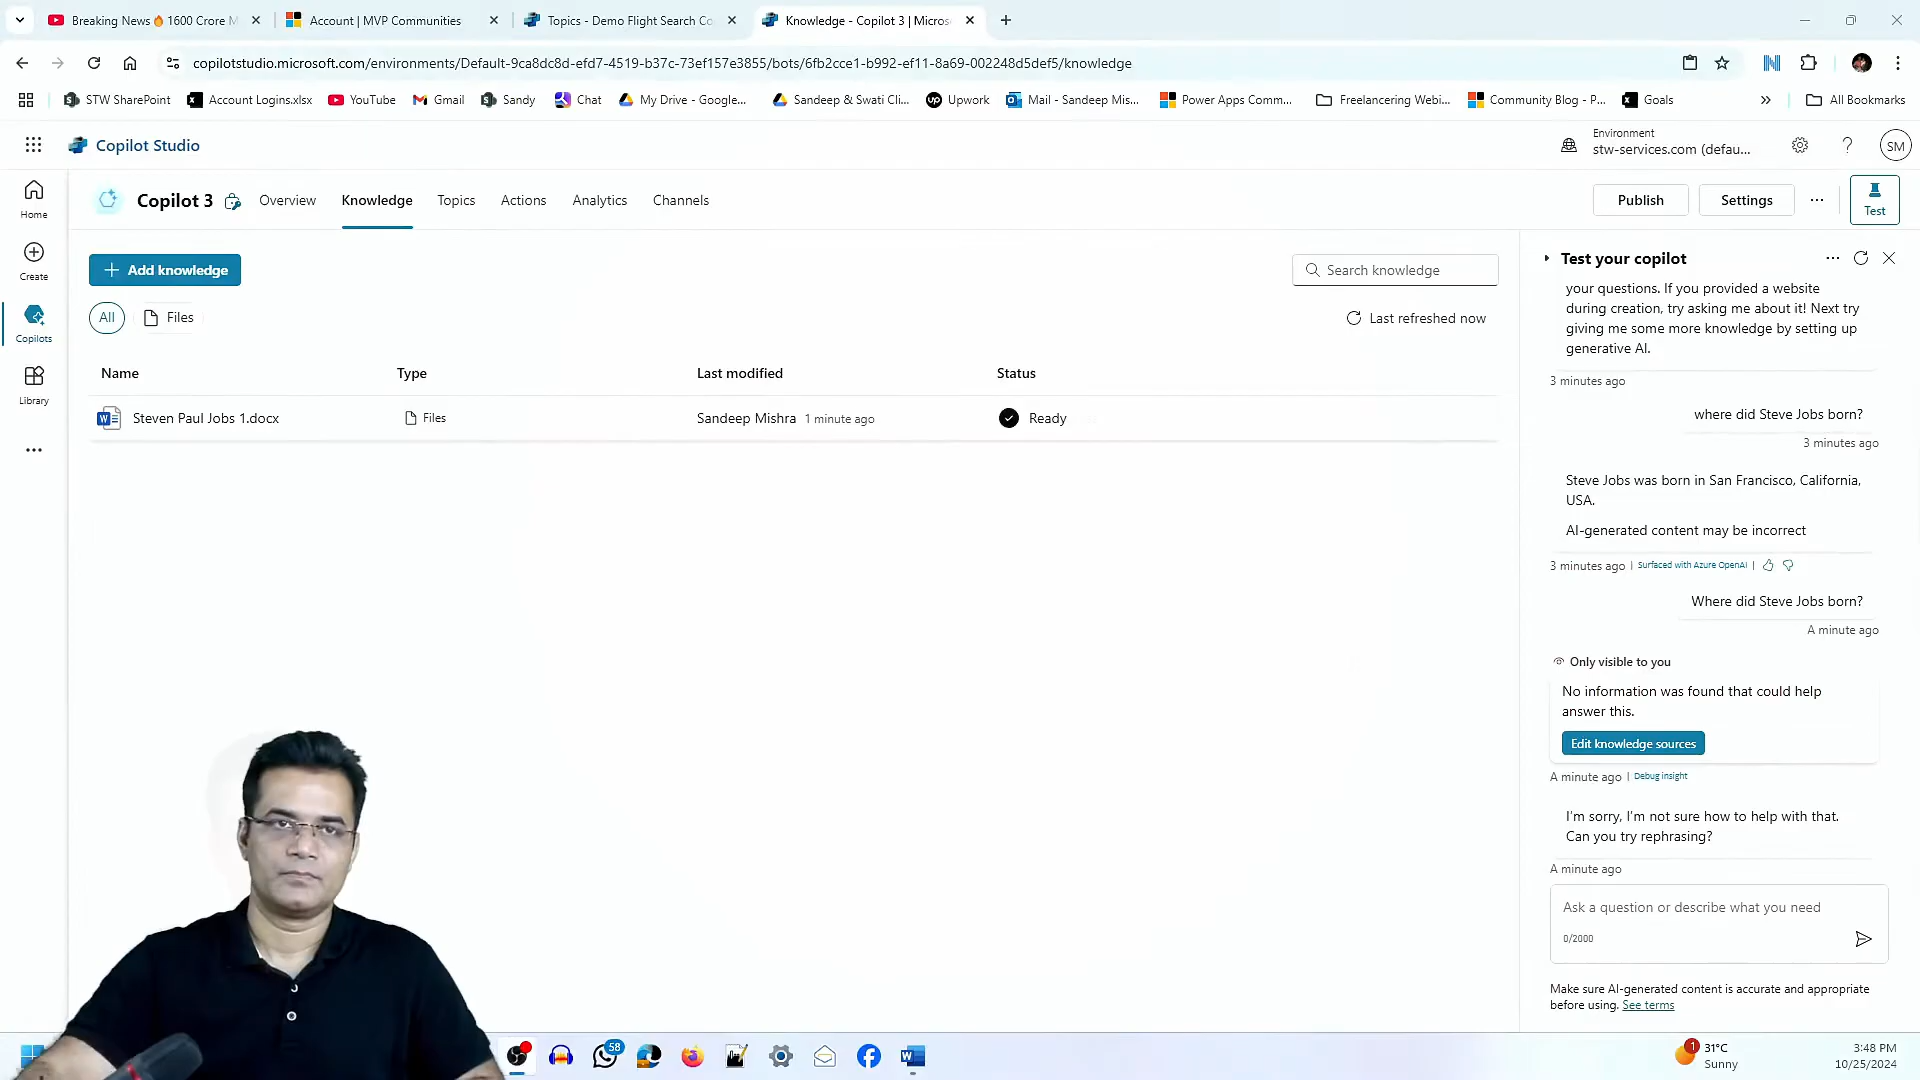 Breaking News 🔥 1600 Crore M
Account | MVP Communities
Topics - Demo Flight Search Co
Knowledge - Copilot 3 | Micros
copilotstudio.microsoft.com/environments/Default-9ca8dc8d-efd7-4519-b37c-73ef157e3855/bots/6fb2cce1-b992-ef11-8a69-002248d5def5/knowledge
STW SharePoint
Account Logins.xlsx
YouTube
Gmail
Sandy
Chat
My Drive - Google...
Sandeep & Swati Cli...
Upwork
Mail - Sandeep Mis...
Power Apps Comm...
Freelancering Webi...
Community Blog - P...
Goals
All Bookmarks
Copilot Studio
Environment
stw-services.com (defau...
SM
Home
Create
Copilots
Library
Copilot 3
Overview
Knowledge
Topics
Actions
Analytics
Channels
Publish
Settings
Test
Add knowledge
Search knowledge
All
Files
Last refreshed now
Name Type Last modified Status
Steven Paul Jobs 1.docx Files Sandeep Mishra 1 minute ago Ready
Test your copilot
your questions. If you provided a website
during creation, try asking me about it! Next try
giving me some more knowledge by setting up
generative AI.
3 minutes ago
where did Steve Jobs born?
3 minutes ago
Steve Jobs was born in San Francisco, California,
USA.
AI-generated content may be incorrect
3 minutes ago | Surfaced with Azure OpenAI |
Where did Steve Jobs born?
A minute ago
Only visible to you
No information was found that could help
answer this.
Edit knowledge sources
A minute ago | Debug insight
I'm sorry, I'm not sure how to help with that.
Can you try rephrasing?
A minute ago
Ask a question or describe what you need
0/2000
Make sure AI-generated content is accurate and appropriate
before using. See terms
58
1
31°C
Sunny
3:48 PM
10/25/2024